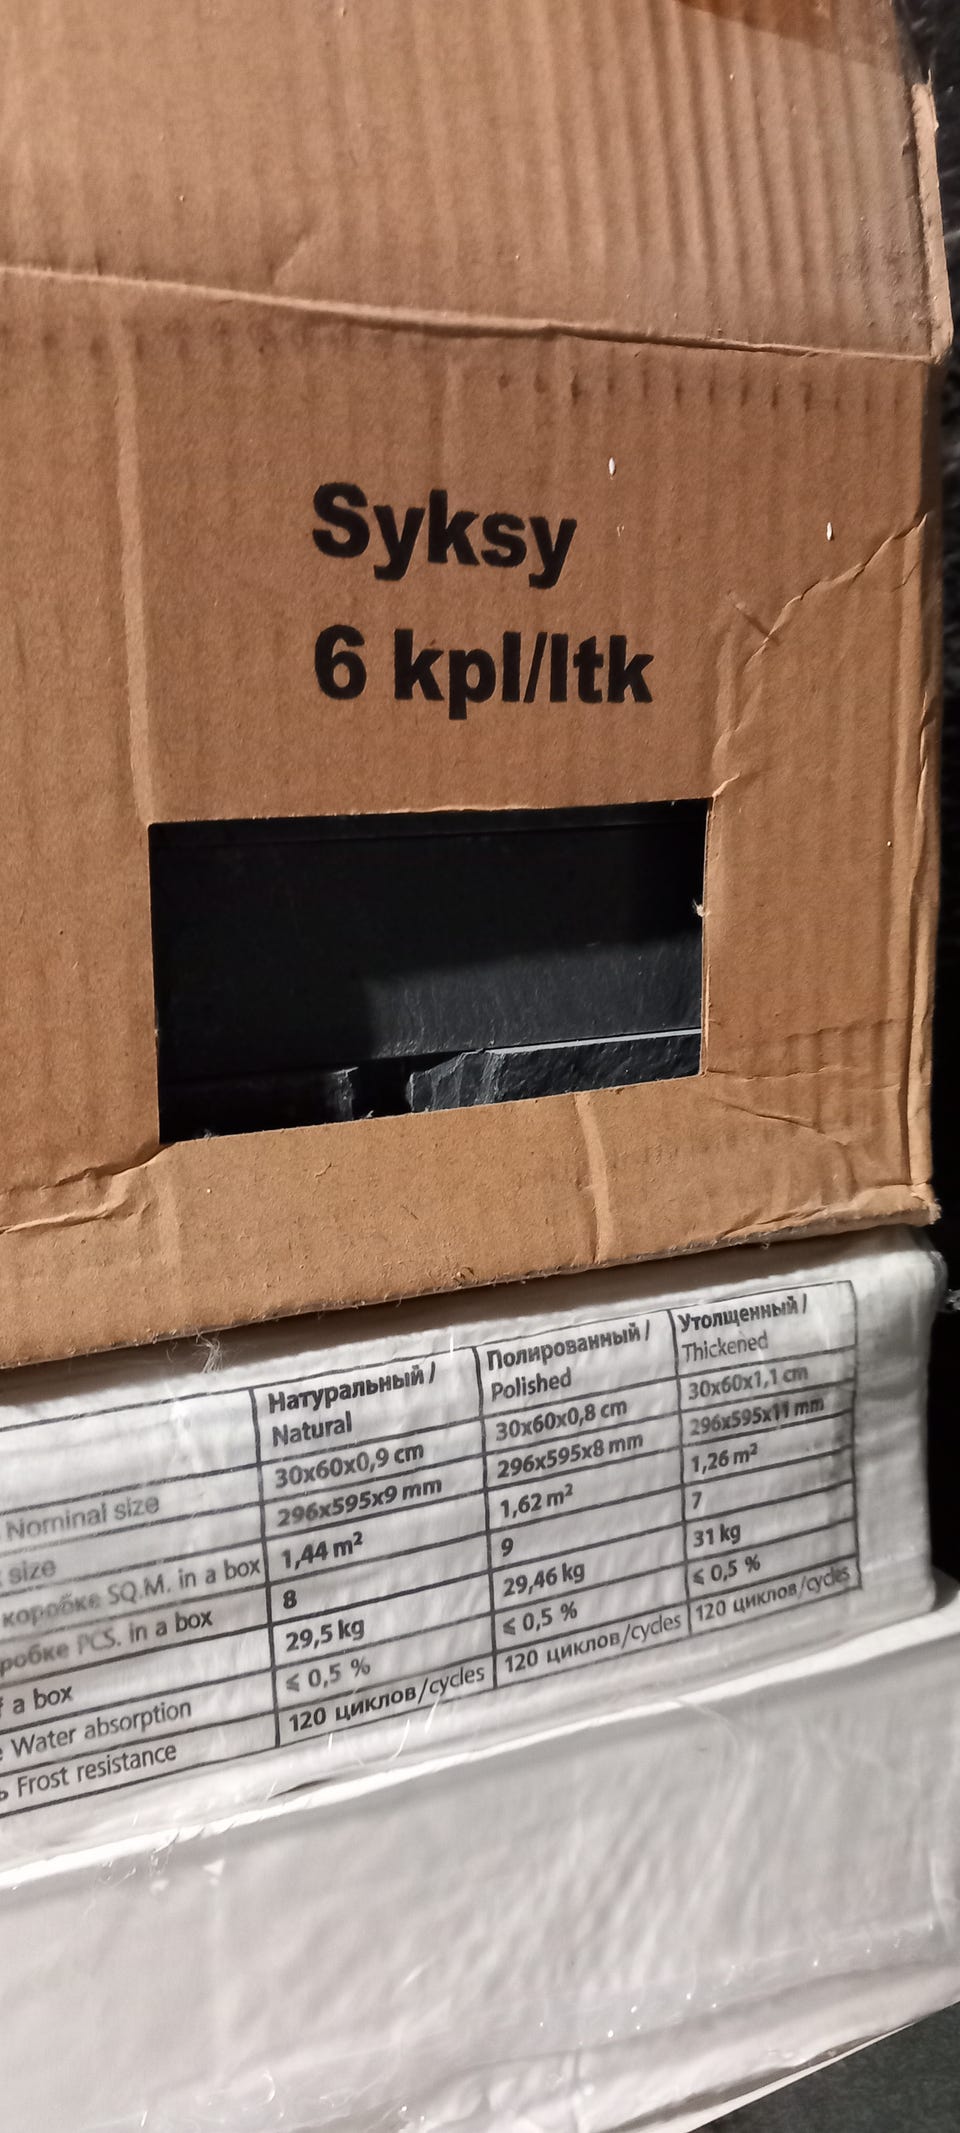 Syksy
6 kpl/ltk
Натуральный / Полированный / Утолщенный /
Natural Polished Thickened
Nominal size 30x60x0,9 cm 30x60x0,8 cm 30x60x1,1 cm
size 296x595x9 mm 296x595x8 mm 296x595x11 mm
коробке SQ.M. in a box 1,44 m² 1,62 m² 1,26 m²
PCS. in a box 8 9 7
a box 29,5 kg 29,46 kg 31 kg
Water absorption ⩽ 0,5 % ⩽ 0,5 % ⩽ 0,5 %
Frost resistance 120 циклов/cycles 120 циклов/cycles 120 циклов/cycles